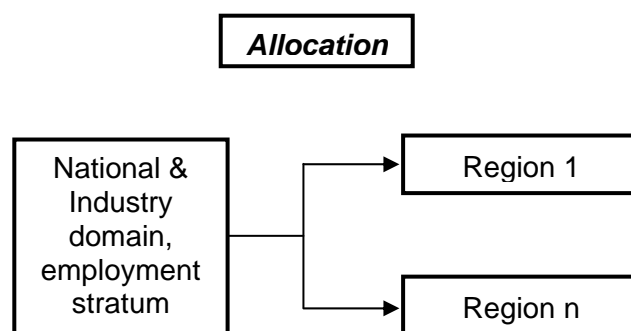 Allocation
National &
Industry
domain,
employment
stratum
Region 1
Region n